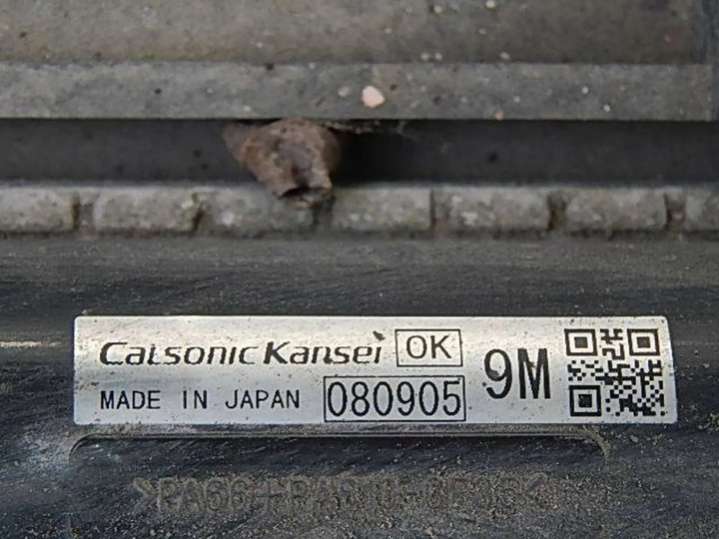 Calsonic Kansei OK
9M
MADE IN JAPAN 080905